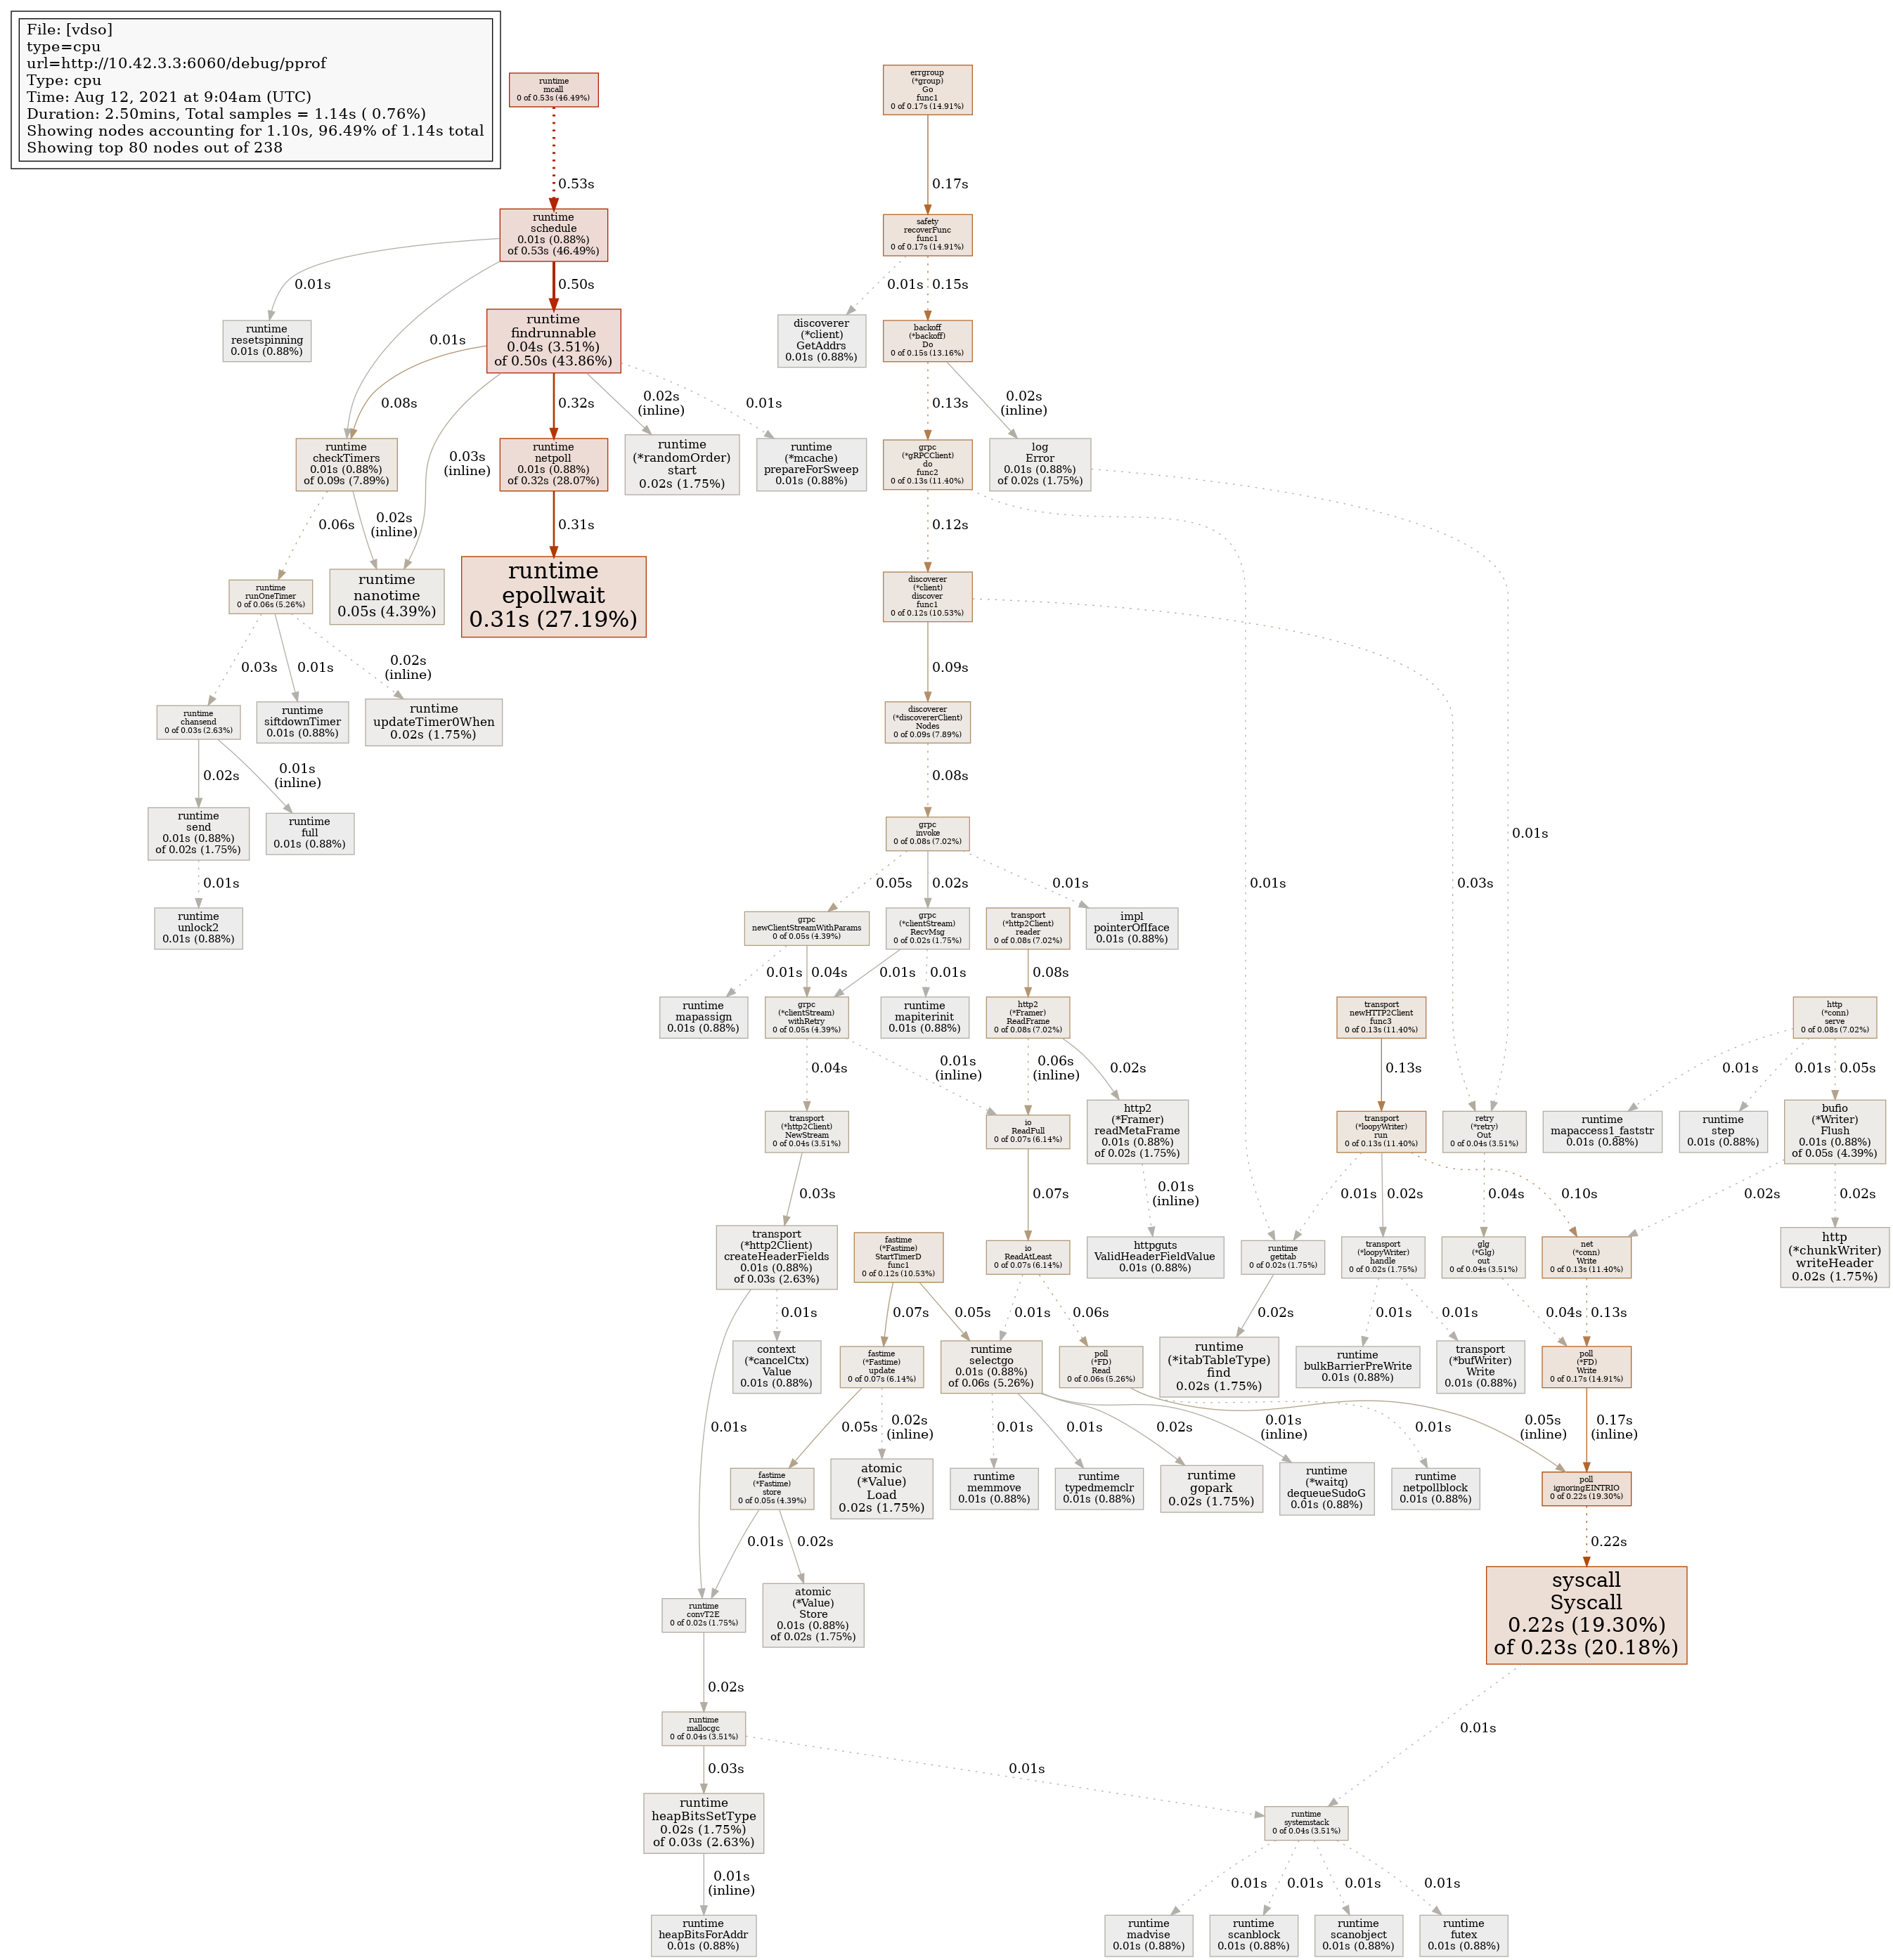 File: [vdso]
type=cpu
url=http://10.42.3.3:6060/debug/pprof
Type: cpu
Time: Aug 12, 2021 at 9:04am (UTC)
Duration: 2.50mins, Total samples = 1.14s ( 0.76%)
Showing nodes accounting for 1.10s, 96.49% of 1.14s total
Showing top 80 nodes out of 238
runtime
mcall
0 of 0.53s (46.49%)
errgroup
(*group)
Go
func1
0 of 0.17s (14.91%)
0.53s
0.17s
runtime
schedule
0.01s (0.88%)
of 0.53s (46.49%)
safety
recoverFunc
func1
0 of 0.17s (14.91%)
0.01s
0.50s
0.01s
0.15s
runtime
resetspinning
0.01s (0.88%)
0.01s
runtime
findrunnable
0.04s (3.51%)
of 0.50s (43.86%)
discoverer
(*client)
GetAddrs
0.01s (0.88%)
backoff
(*backoff)
Do
0 of 0.15s (13.16%)
0.08s
0.03s
(inline)
0.32s
0.02s
(inline)
0.01s
0.13s
0.02s
(inline)
runtime
checkTimers
0.01s (0.88%)
of 0.09s (7.89%)
runtime
netpoll
0.01s (0.88%)
of 0.32s (28.07%)
runtime
(*randomOrder)
start
0.02s (1.75%)
runtime
(*mcache)
prepareForSweep
0.01s (0.88%)
grpc
(*gRPCClient)
do
func2
0 of 0.13s (11.40%)
log
Error
0.01s (0.88%)
of 0.02s (1.75%)
0.06s
0.02s
(inline)
0.31s
0.12s
0.01s
0.01s
runtime
runOneTimer
0 of 0.06s (5.26%)
runtime
nanotime
0.05s (4.39%)
runtime
epollwait
0.31s (27.19%)
discoverer
(*client)
discover
func1
0 of 0.12s (10.53%)
0.03s
0.01s
0.02s
(inline)
0.09s
0.03s
runtime
chansend
0 of 0.03s (2.63%)
runtime
siftdownTimer
0.01s (0.88%)
runtime
updateTimer0When
0.02s (1.75%)
discoverer
(*discovererClient)
Nodes
0 of 0.09s (7.89%)
0.02s
0.01s
(inline)
0.08s
runtime
send
0.01s (0.88%)
of 0.02s (1.75%)
runtime
full
0.01s (0.88%)
grpc
invoke
0 of 0.08s (7.02%)
0.01s
0.05s
0.02s
0.01s
runtime
unlock2
0.01s (0.88%)
grpc
newClientStreamWithParams
0 of 0.05s (4.39%)
grpc
(*clientStream)
RecvMsg
0 of 0.02s (1.75%)
transport
(*http2Client)
reader
0 of 0.08s (7.02%)
impl
pointerOfIface
0.01s (0.88%)
0.01s
0.04s
0.01s
0.01s
0.08s
runtime
mapassign
0.01s (0.88%)
grpc
(*clientStream)
withRetry
0 of 0.05s (4.39%)
runtime
mapiterinit
0.01s (0.88%)
http2
(*Framer)
ReadFrame
0 of 0.08s (7.02%)
transport
newHTTP2Client
func3
0 of 0.13s (11.40%)
http
(*conn)
serve
0 of 0.08s (7.02%)
0.04s
0.01s
(inline)
0.06s
(inline)
0.02s
0.13s
0.01s
0.01s
0.05s
transport
(*http2Client)
NewStream
0 of 0.04s (3.51%)
io
ReadFull
0 of 0.07s (6.14%)
http2
(*Framer)
readMetaFrame
0.01s (0.88%)
of 0.02s (1.75%)
transport
(*loopyWriter)
run
0 of 0.13s (11.40%)
retry
(*retry)
Out
0 of 0.04s (3.51%)
runtime
mapaccess1_faststr
0.01s (0.88%)
runtime
step
0.01s (0.88%)
bufio
(*Writer)
Flush
0.01s (0.88%)
of 0.05s (4.39%)
0.03s
0.07s
0.01s
(inline)
0.01s
0.02s
0.10s
0.04s
0.02s
0.02s
transport
(*http2Client)
createHeaderFields
0.01s (0.88%)
of 0.03s (2.63%)
fastime
(*Fastime)
StartTimerD
func1
0 of 0.12s (10.53%)
io
ReadAtLeast
0 of 0.07s (6.14%)
httpguts
ValidHeaderFieldValue
0.01s (0.88%)
runtime
getitab
0 of 0.02s (1.75%)
transport
(*loopyWriter)
handle
0 of 0.02s (1.75%)
glg
(*Glg)
out
0 of 0.04s (3.51%)
net
(*conn)
Write
0 of 0.13s (11.40%)
http
(*chunkWriter)
writeHeader
0.02s (1.75%)
0.01s
0.01s
0.07s
0.05s
0.01s
0.06s
0.02s
0.01s
0.01s
0.04s
0.13s
context
(*cancelCtx)
Value
0.01s (0.88%)
fastime
(*Fastime)
update
0 of 0.07s (6.14%)
runtime
selectgo
0.01s (0.88%)
of 0.06s (5.26%)
poll
(*FD)
Read
0 of 0.06s (5.26%)
runtime
(*itabTableType)
find
0.02s (1.75%)
runtime
bulkBarrierPreWrite
0.01s (0.88%)
transport
(*bufWriter)
Write
0.01s (0.88%)
poll
(*FD)
Write
0 of 0.17s (14.91%)
0.05s
0.02s
(inline)
0.01s
0.01s
0.02s
0.01s
(inline)
0.01s
0.05s
(inline)
0.17s
(inline)
fastime
(*Fastime)
store
0 of 0.05s (4.39%)
atomic
(*Value)
Load
0.02s (1.75%)
runtime
memmove
0.01s (0.88%)
runtime
typedmemclr
0.01s (0.88%)
runtime
gopark
0.02s (1.75%)
runtime
(*waitq)
dequeueSudoG
0.01s (0.88%)
runtime
netpollblock
0.01s (0.88%)
poll
ignoringEINTRIO
0 of 0.22s (19.30%)
0.01s
0.02s
0.22s
runtime
convT2E
0 of 0.02s (1.75%)
atomic
(*Value)
Store
0.01s (0.88%)
of 0.02s (1.75%)
syscall
Syscall
0.22s (19.30%)
of 0.23s (20.18%)
0.02s
0.01s
runtime
mallocgc
0 of 0.04s (3.51%)
0.03s
0.01s
runtime
heapBitsSetType
0.02s (1.75%)
of 0.03s (2.63%)
runtime
systemstack
0 of 0.04s (3.51%)
0.01s
(inline)
0.01s
0.01s
0.01s
0.01s
runtime
heapBitsForAddr
0.01s (0.88%)
runtime
madvise
0.01s (0.88%)
runtime
scanblock
0.01s (0.88%)
runtime
scanobject
0.01s (0.88%)
runtime
futex
0.01s (0.88%)